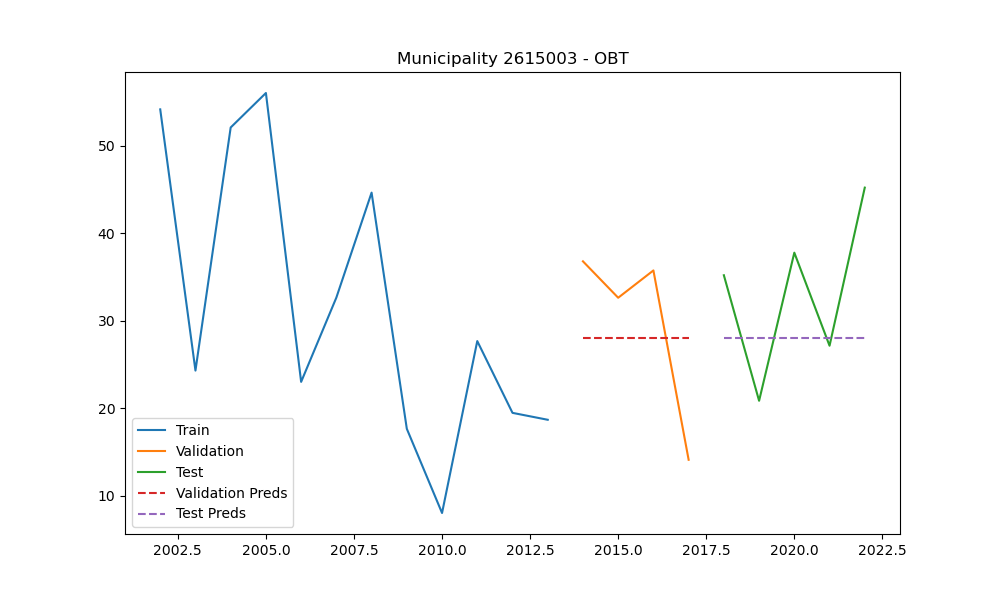 Municipality 2615003 - OBT
50
40
30
20
10
Train
Validation
Test
Validation Preds
Test Preds
2002.5 2005.0 2007.5 2010.0 2012.5 2015.0 2017.5 2020.0 2022.5